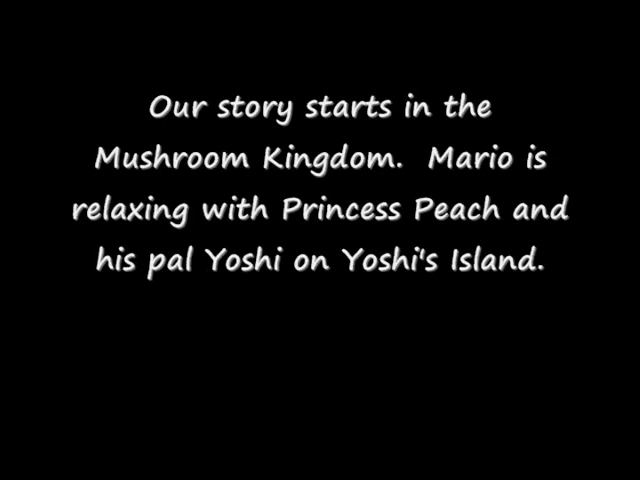 Our story starts in the
Mushroom Kingdom.  Mario is
relaxing with Princess Peach and
his pal Yoshi on Yoshi's Island.